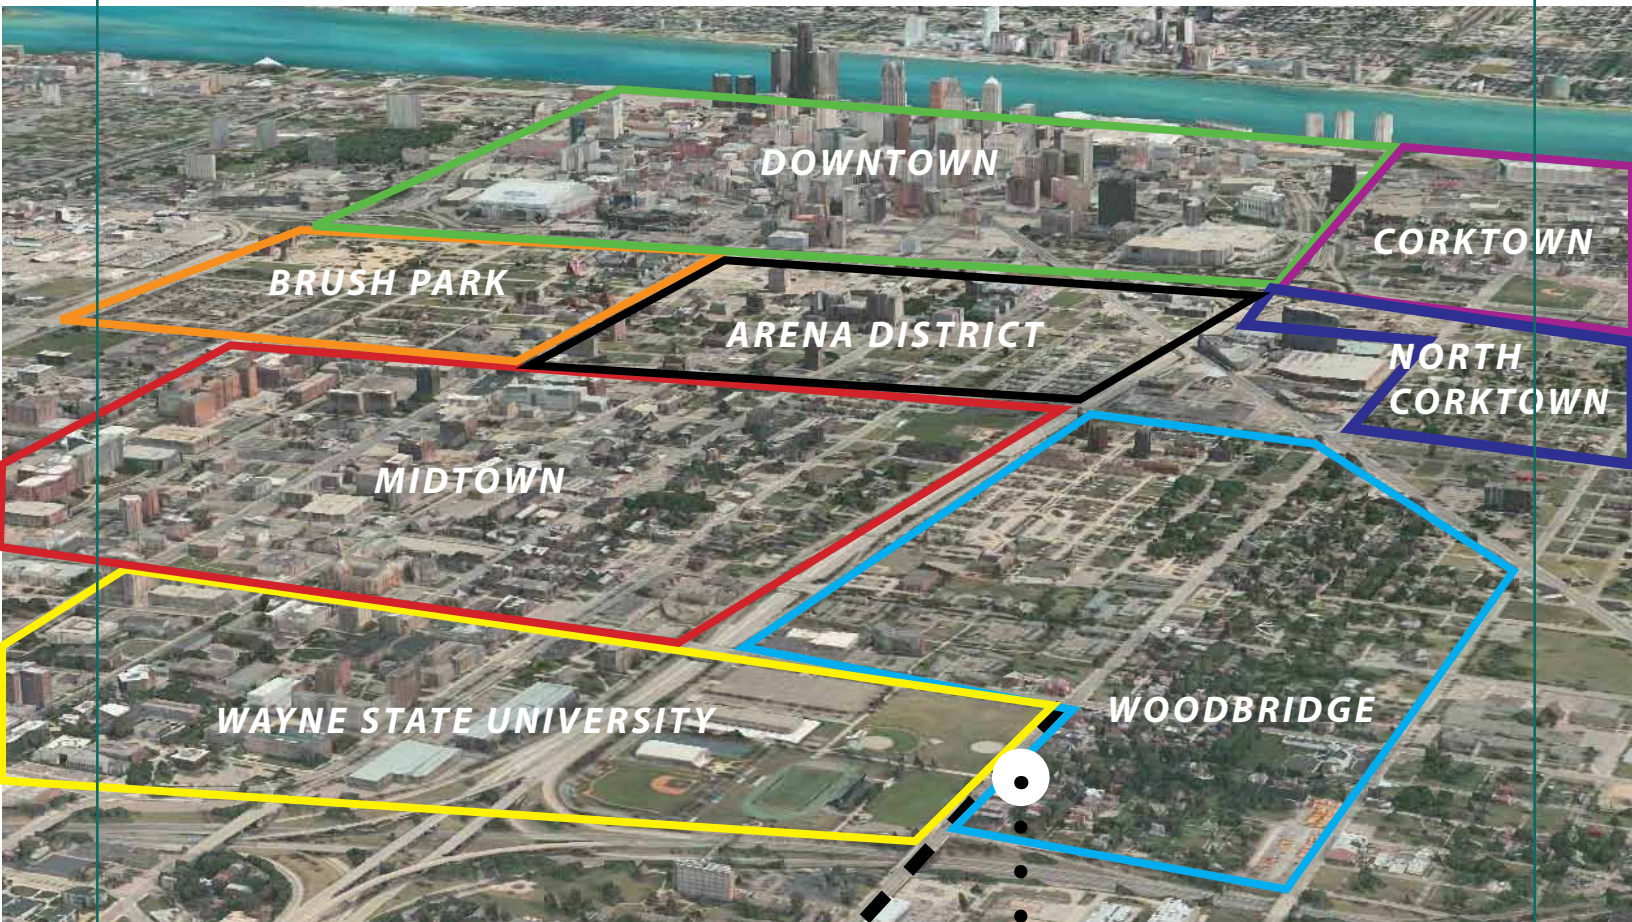 DOWNTOWN
CORKTOWN
BRUSH PARK
ARENA DISTRICT
NORTH
CORKTOWN
MIDTOWN
WAYNE STATE UNIVERSITY
WOODBRIDGE